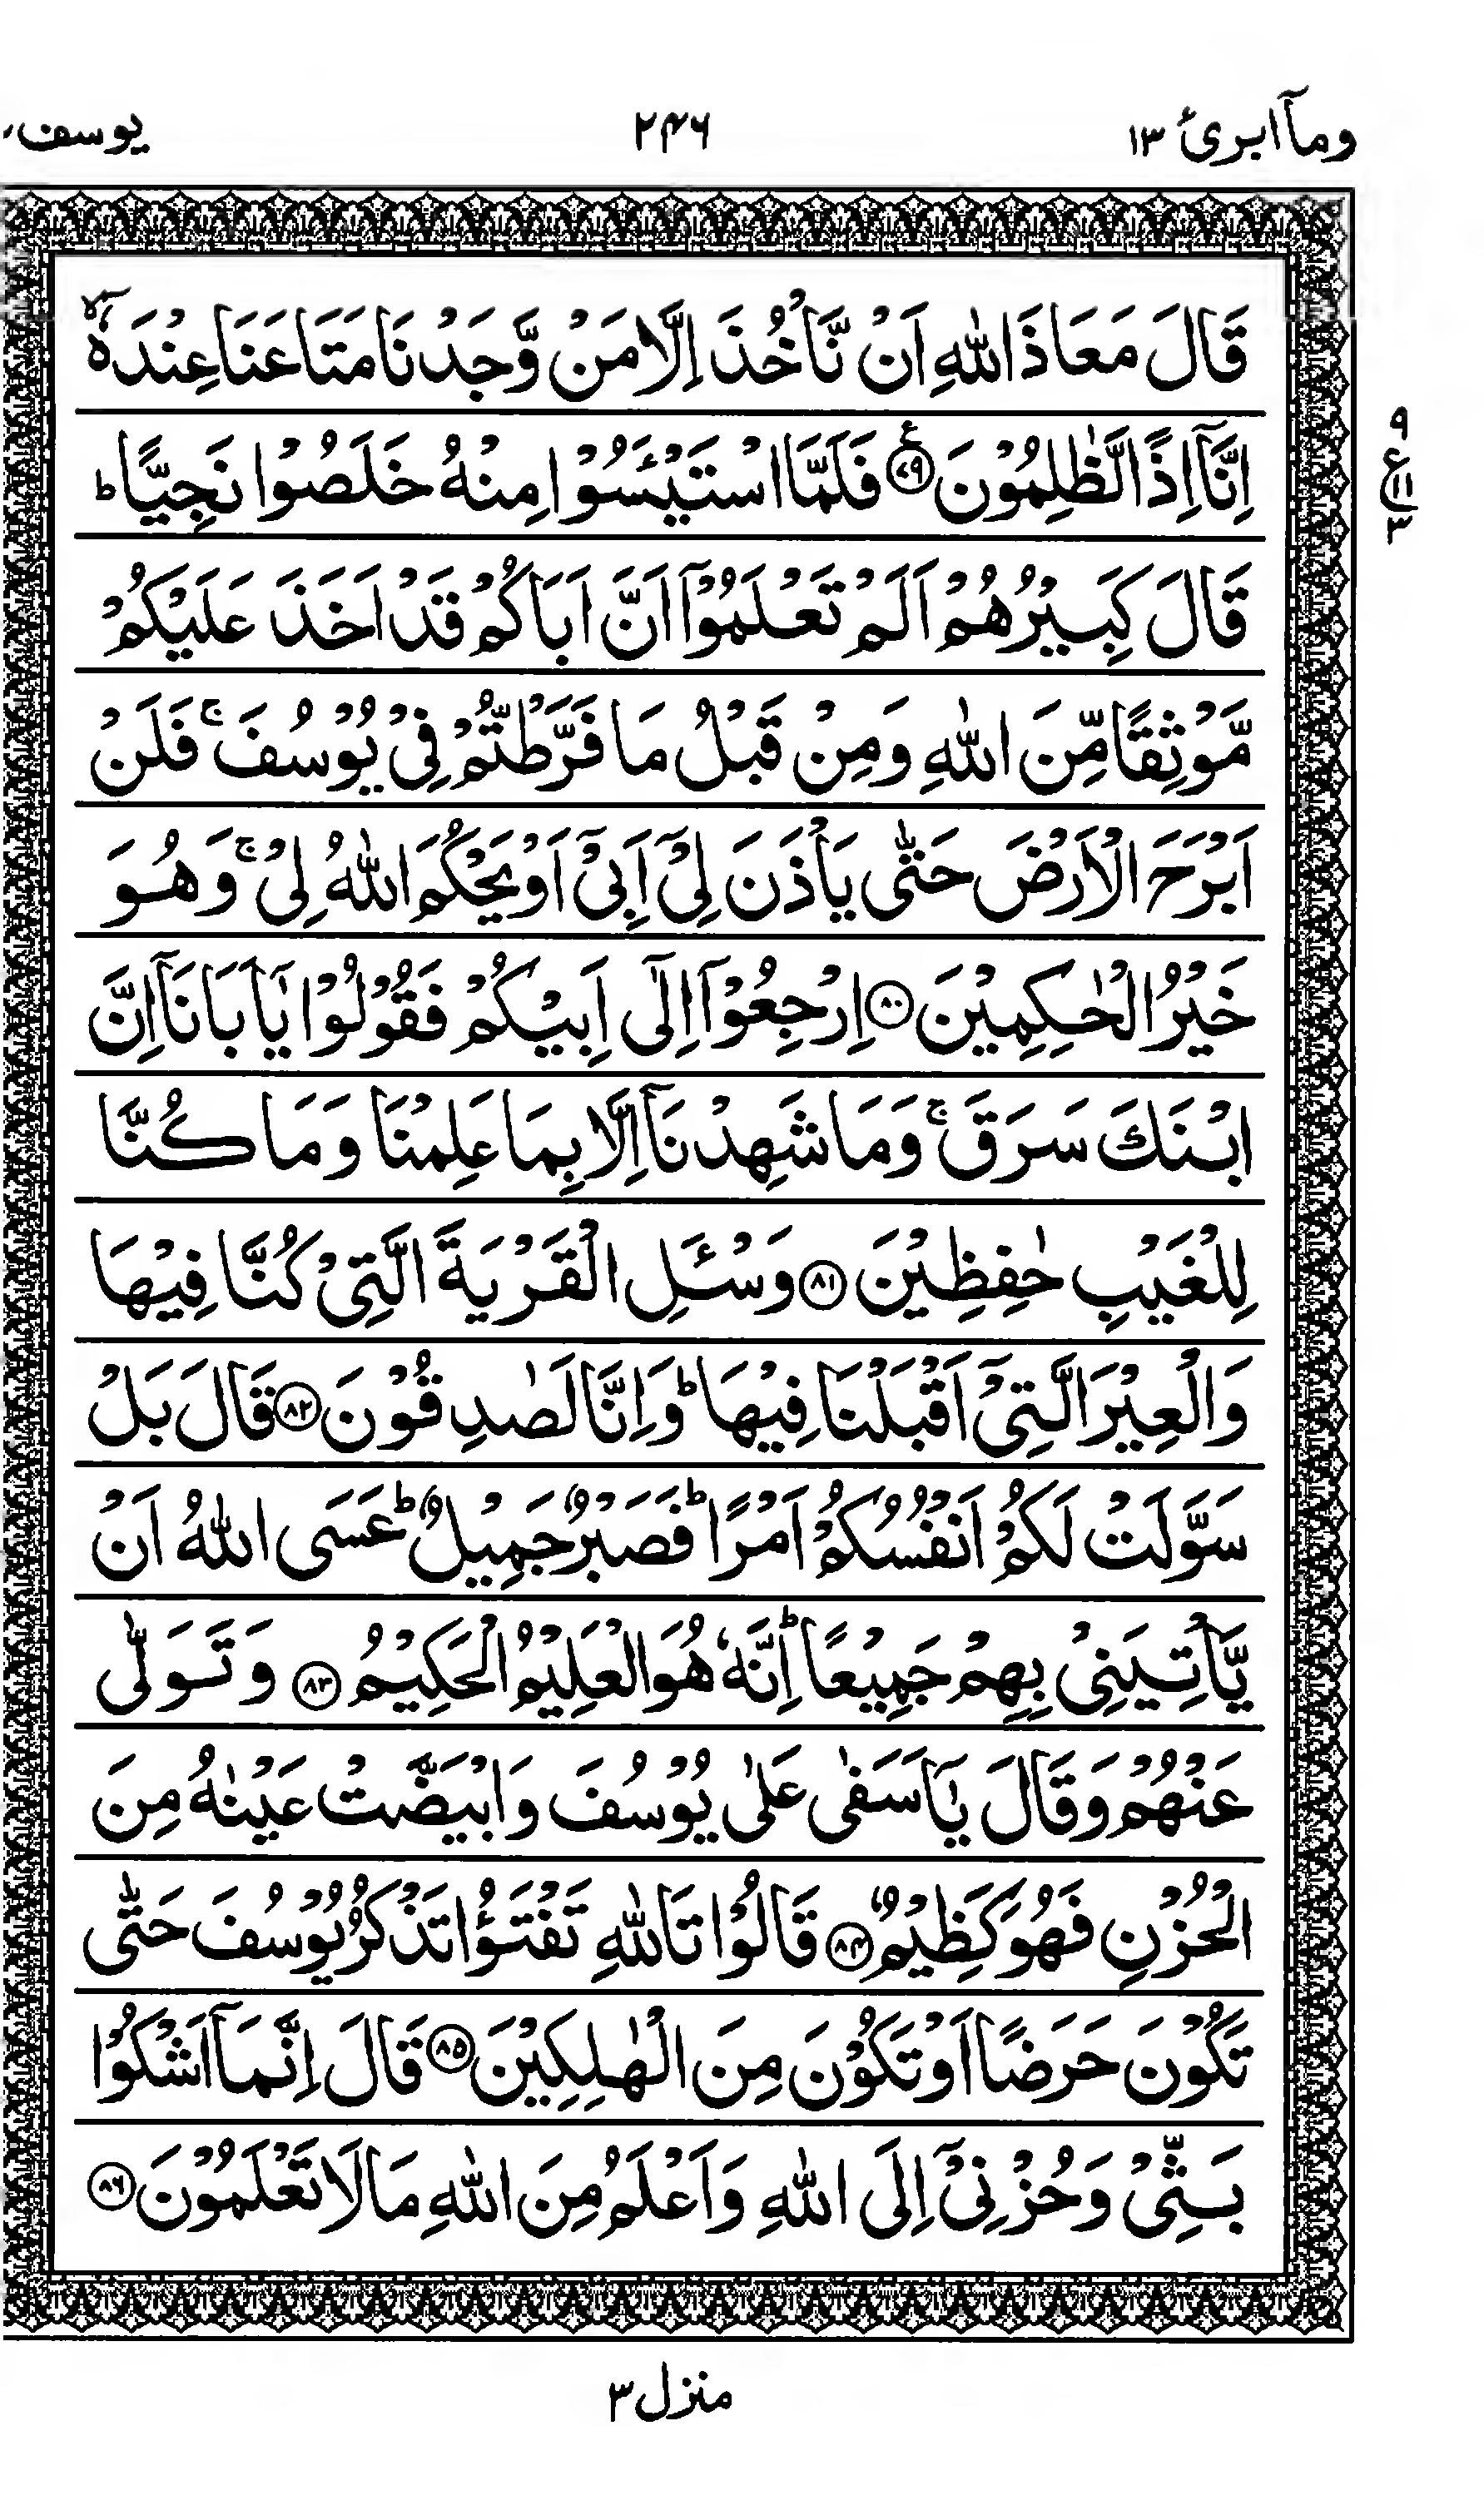 وماۤ ابرئ ١٣
٢٤٦
يوسف
قَالَ مَعَاذَ اللّٰهِ اَنْ نَّاْخُذَ اِلَّا مَنْ وَّجَدْنَا مَتَاعَنَا عِنْدَهٗۤ ۙ
اِنَّاۤ اِذًا لَّظٰلِمُوْنَ ﴿٧٩﴾ۧ فَلَمَّا اسْتَيْـَٔسُوْا مِنْهُ خَلَصُوْا نَجِيًّا ؕ
٩
ع
١١
٣
قَالَ كَبِيْرُهُمْ اَلَمْ تَعْلَمُوْۤا اَنَّ اَبَاكُمْ قَدْ اَخَذَ عَلَيْكُمْ
مَّوْثِقًا مِّنَ اللّٰهِ وَمِنْ قَبْلُ مَا فَرَّطْتُّمْ فِيْ يُوْسُفَ ۚ فَلَنْ
اَبْرَحَ الْاَرْضَ حَتّٰى يَاْذَنَ لِيْۤ اَبِيْۤ اَوْ يَحْكُمَ اللّٰهُ لِيْ ۚ وَهُوَ
خَيْرُ الْحٰكِمِيْنَ ﴿٨٠﴾ اِرْجِعُوْۤا اِلٰۤى اَبِيْكُمْ فَقُوْلُوْا يٰۤاَبَانَاۤ اِنَّ
ابْنَكَ سَرَقَ ۚ وَمَا شَهِدْنَاۤ اِلَّا بِمَا عَلِمْنَا وَمَا كُنَّا
لِلْغَيْبِ حٰفِظِيْنَ ﴿٨١﴾ وَسْـَٔلِ الْقَرْيَةَ الَّتِيْ كُنَّا فِيْهَا
وَالْعِيْرَ الَّتِيْۤ اَقْبَلْنَا فِيْهَا ؕ وَاِنَّا لَصٰدِقُوْنَ ﴿٨٢﴾ قَالَ بَلْ
سَوَّلَتْ لَكُمْ اَنْفُسُكُمْ اَمْرًا ؕ فَصَبْرٌ جَمِيْلٌ ؕ عَسَى اللّٰهُ اَنْ
يَّاْتِيَنِيْ بِهِمْ جَمِيْعًا ؕ اِنَّهٗ هُوَ الْعَلِيْمُ الْحَكِيْمُ ﴿٨٣﴾ وَتَوَلّٰى
عَنْهُمْ وَقَالَ يٰۤاَسَفٰى عَلٰى يُوْسُفَ وَابْيَضَّتْ عَيْنٰهُ مِنَ
الْحُزْنِ فَهُوَ كَظِيْمٌ ﴿٨٤﴾ قَالُوْا تَاللّٰهِ تَفْتَؤُا تَذْكُرُ يُوْسُفَ حَتّٰى
تَكُوْنَ حَرَضًا اَوْ تَكُوْنَ مِنَ الْهٰلِكِيْنَ ﴿٨٥﴾ قَالَ اِنَّمَاۤ اَشْكُوْا
بَثِّيْ وَحُزْنِيْۤ اِلَى اللّٰهِ وَاَعْلَمُ مِنَ اللّٰهِ مَا لَا تَعْلَمُوْنَ ﴿٨٦﴾
منزل ٣